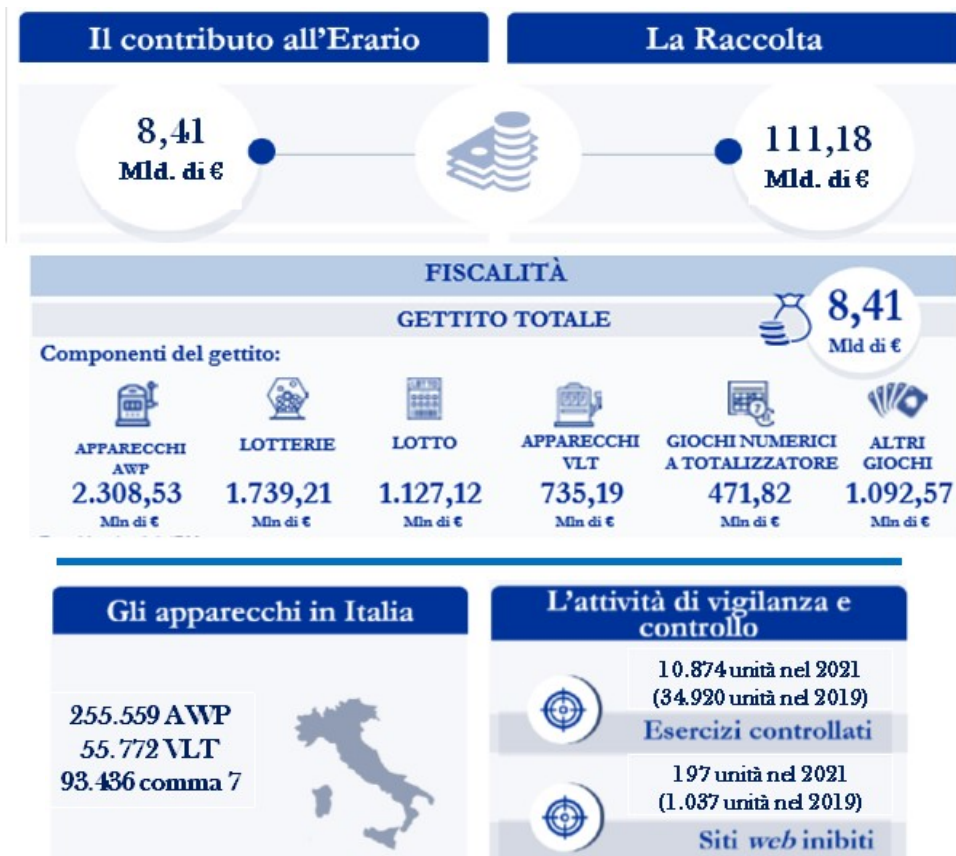 Il contributo all'Erario
La Raccolta
8,41
Mld. di €
111,18
Mld. di €
FISCALITÀ
GETTITO TOTALE
8,41
Mld di €
Componenti del gettito:
APPARECCHI
AWP
2.308,53
Mln di €
LOTTERIE
1.739,21
Mln di €
LOTTO
1.127,12
Mln di €
APPARECCHI
VLT
735,19
Mln di €
GIOCHI NUMERICI
A TOTALIZZATORE
471,82
Mln di €
ALTRI
GIOCHI
1.092,57
Mln di €
Gli apparecchi in Italia
255.559 AWP
55.772 VLT
93.436 comma 7
L'attività di vigilanza e
controllo
10.874 unità nel 2021
(34.920 unità nel 2019)
Esercizi controllati
197 unità nel 2021
(1.037 unità nel 2019)
Siti web inibiti